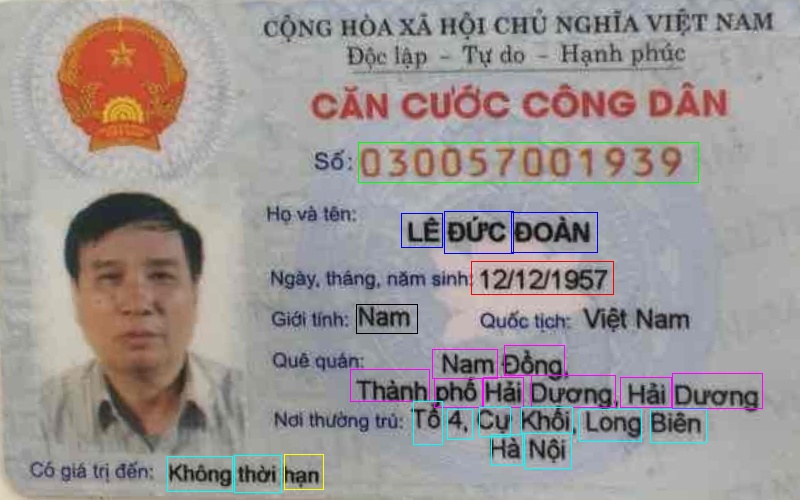 CỘNG HÒA XÃ HỘI CHỦ NGHĨA VIỆT NAM
Độc lập - Tự do - Hạnh phúc
CĂN CƯỚC CÔNG DÂN
Số: 030057001939
Họ và tên:
LÊ ĐỨC ĐOÀN
Ngày, tháng, năm sinh: 12/12/1957
Giới tính: Nam Quốc tịch: Việt Nam
Quê quán: Nam Đồng,
Thành phố Hải Dương, Hải Dương
Nơi thường trú: Tổ 4, Cự Khối, Long Biên
Hà Nội
Có giá trị đến: Không thời hạn